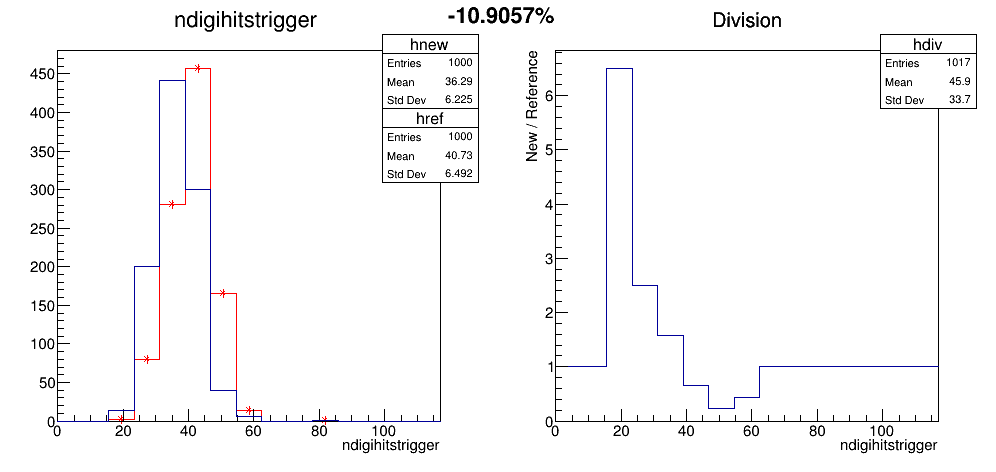 ndigihitstrigger
-10.9057%
Division
hnew
Entries 1000
Mean 36.29
Std Dev 6.225
href
Entries 1000
Mean 40.73
Std Dev 6.492
450
400
350
300
250
200
150
100
50
0
0 20 40 60 80 100
ndigihitstrigger
hdiv
Entries 1017
Mean 45.9
Std Dev 33.7
New / Reference
6
5
4
3
2
1
0
0 20 40 60 80 100
ndigihitstrigger